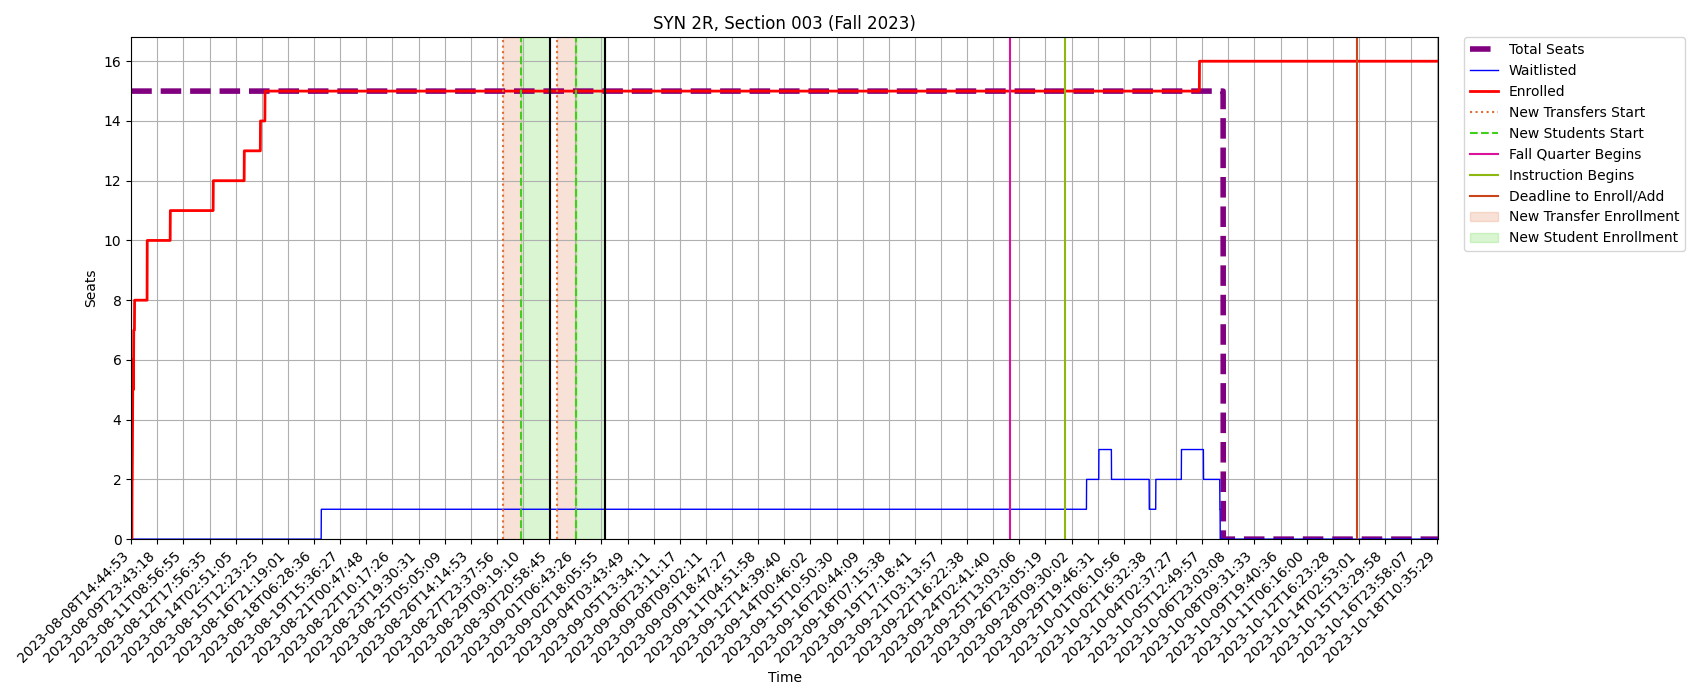 SYN 2R, Section 003 (Fall 2023)
Total Seats
Waitlisted
Enrolled
New Transfers Start
New Students Start
Fall Quarter Begins
Instruction Begins
Deadline to Enroll/Add
New Transfer Enrollment
New Student Enrollment
Seats
16
14
12
10
8
6
4
2
0
2023-08-08T14:44:53
2023-08-09T23:43:18
2023-08-11T08:56:55
2023-08-12T17:56:35
2023-08-14T02:51:05
2023-08-15T12:23:25
2023-08-16T21:19:01
2023-08-18T06:28:36
2023-08-19T15:36:27
2023-08-21T00:47:48
2023-08-22T10:17:26
2023-08-23T19:30:31
2023-08-25T05:05:09
2023-08-26T14:14:53
2023-08-27T23:37:56
2023-08-29T09:19:10
2023-08-30T20:58:45
2023-09-01T06:43:26
2023-09-02T18:05:55
2023-09-04T03:43:49
2023-09-05T13:34:11
2023-09-06T23:11:17
2023-09-08T09:02:11
2023-09-09T18:47:27
2023-09-11T04:51:58
2023-09-12T14:39:40
2023-09-14T00:46:02
2023-09-15T10:50:30
2023-09-16T20:44:09
2023-09-18T07:15:38
2023-09-19T17:18:41
2023-09-21T03:13:57
2023-09-22T16:22:38
2023-09-24T02:41:40
2023-09-25T13:03:06
2023-09-26T23:05:19
2023-09-28T09:30:02
2023-09-29T19:46:31
2023-10-01T06:10:56
2023-10-02T16:32:38
2023-10-04T02:37:27
2023-10-05T12:49:57
2023-10-06T23:03:08
2023-10-08T09:31:33
2023-10-09T19:40:36
2023-10-11T06:16:00
2023-10-12T16:23:28
2023-10-14T02:53:01
2023-10-15T13:29:58
2023-10-16T23:58:07
2023-10-18T10:35:29
Time